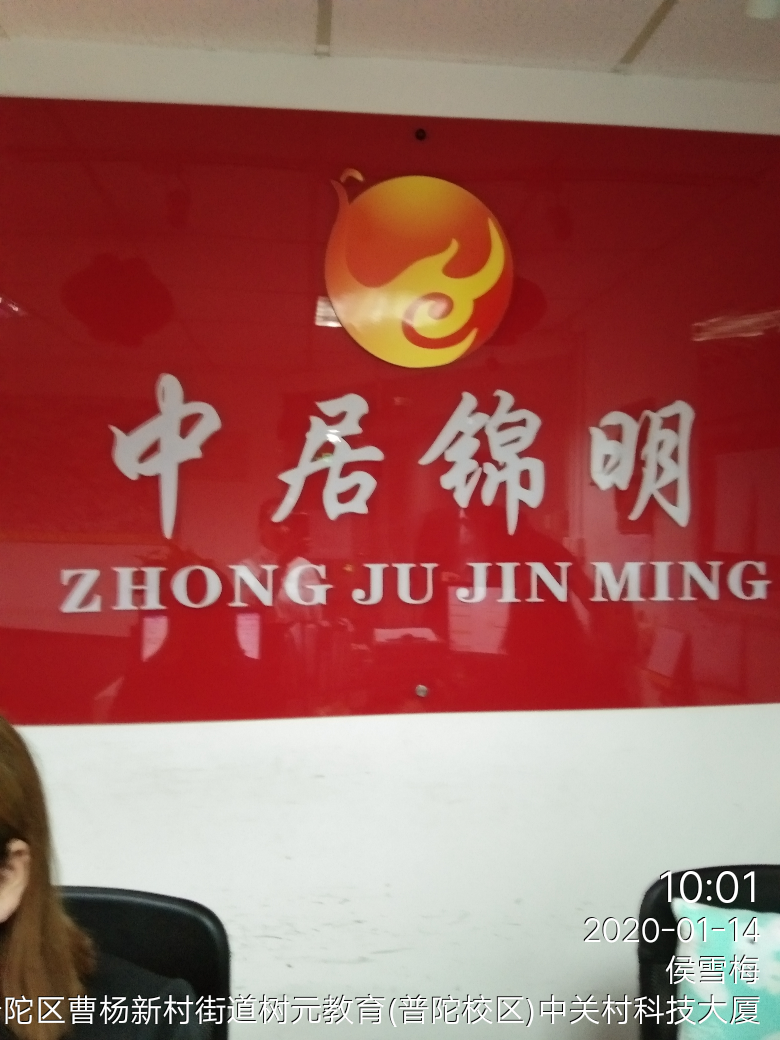 中居锦明
ZHONG JU JIN MING
10:01
2020-01-14
侯雪梅
陀区曹杨新村街道树元教育(普陀校区)中关村科技大厦